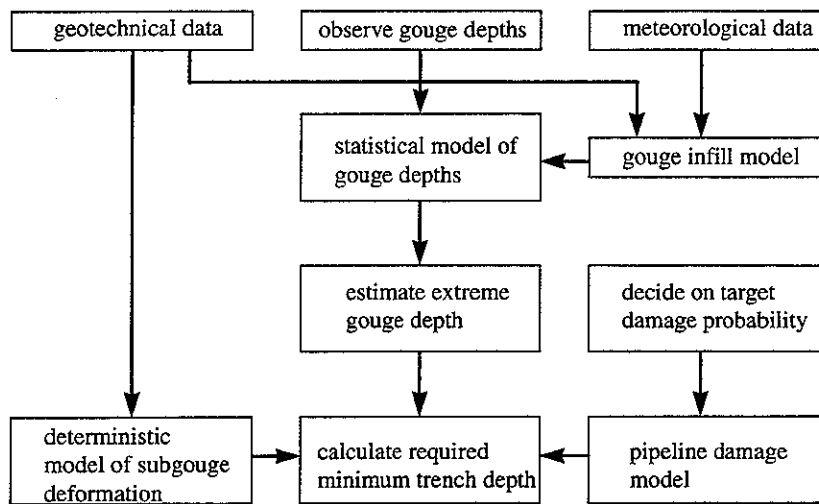 geotechnical data
observe gouge depths
meteorological data
statistical model of
gouge depths
gouge infill model
estimate extreme
gouge depth
decide on target
damage probability
deterministic
model of subgouge
deformation
calculate required
minimum trench depth
pipeline damage
model